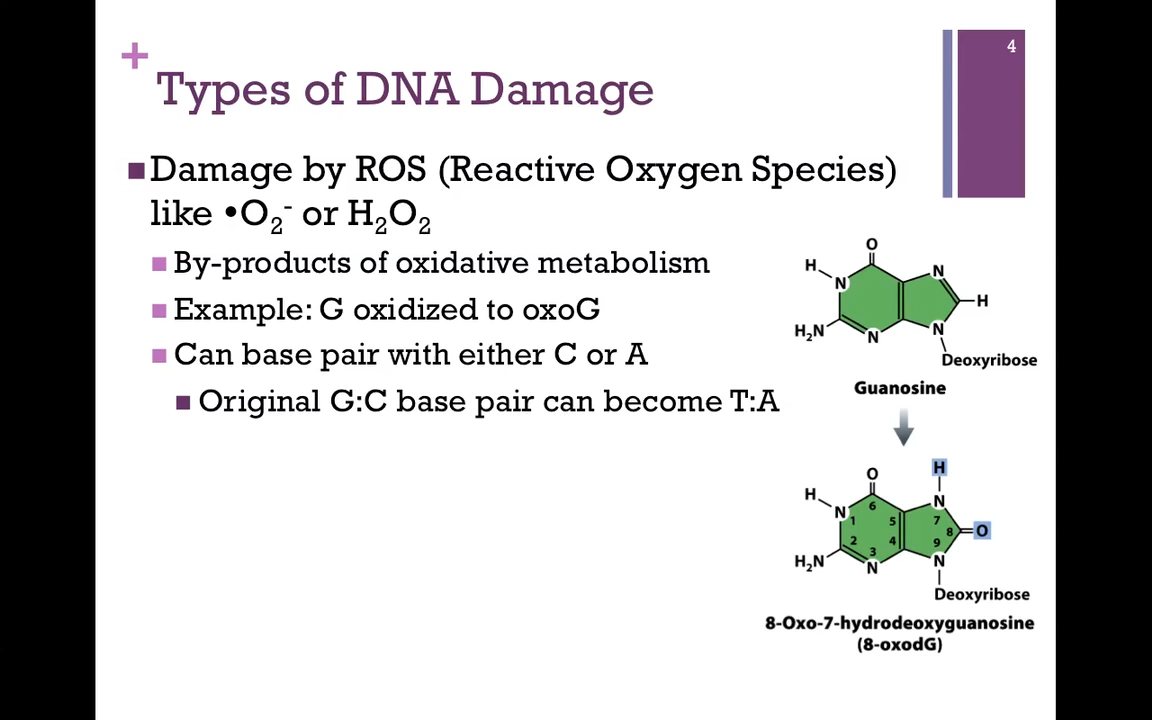 4
+
Types of DNA Damage
■ Damage by ROS (Reactive Oxygen Species)
like •O₂⁻ or H₂O₂
■ By-products of oxidative metabolism
■ Example: G oxidized to oxoG
■ Can base pair with either C or A
■ Original G:C base pair can become T:A
O
H
N
N
H
H₂N
N
N
Deoxyribose
Guanosine
H
O
H
N
6
N
1
5
7
8
O
2
4
9
3
H₂N
N
N
Deoxyribose
8-Oxo-7-hydrodeoxyguanosine
(8-oxodG)